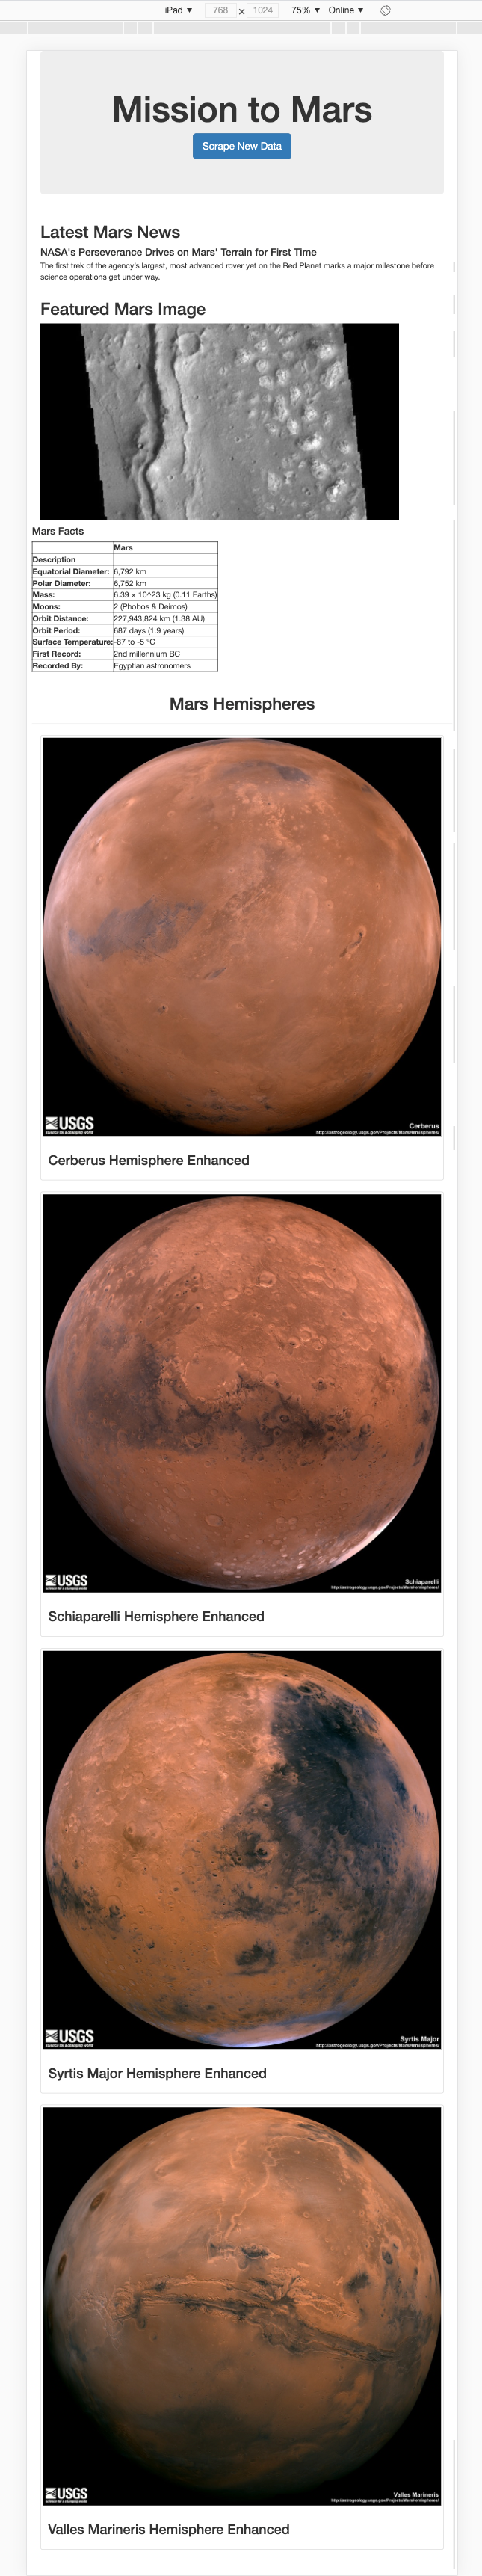 iPad ▼ 768 × 1024 75% ▼ Online ▼
Mission to Mars
Scrape New Data
Latest Mars News
NASA's Perseverance Drives on Mars' Terrain for First Time
The first trek of the agency's largest, most advanced rover yet on the Red Planet marks a major milestone before
science operations get under way.
Featured Mars Image
Mars Facts
Mars
Description
Equatorial Diameter: 6,792 km
Polar Diameter: 6,752 km
Mass: 6.39 × 10^23 kg (0.11 Earths)
Moons: 2 (Phobos & Deimos)
Orbit Distance: 227,943,824 km (1.38 AU)
Orbit Period: 687 days (1.9 years)
Surface Temperature: -87 to -5 °C
First Record: 2nd millennium BC
Recorded By: Egyptian astronomers
Mars Hemispheres
USGS
science for a changing world
Cerberus
http://astrogeology.usgs.gov/Projects/MarsHemispheres/
Cerberus Hemisphere Enhanced
USGS
science for a changing world
Schiaparelli
http://astrogeology.usgs.gov/Projects/MarsHemispheres/
Schiaparelli Hemisphere Enhanced
USGS
science for a changing world
Syrtis Major
http://astrogeology.usgs.gov/Projects/MarsHemispheres/
Syrtis Major Hemisphere Enhanced
USGS
science for a changing world
Valles Marineris
http://astrogeology.usgs.gov/Projects/MarsHemispheres/
Valles Marineris Hemisphere Enhanced